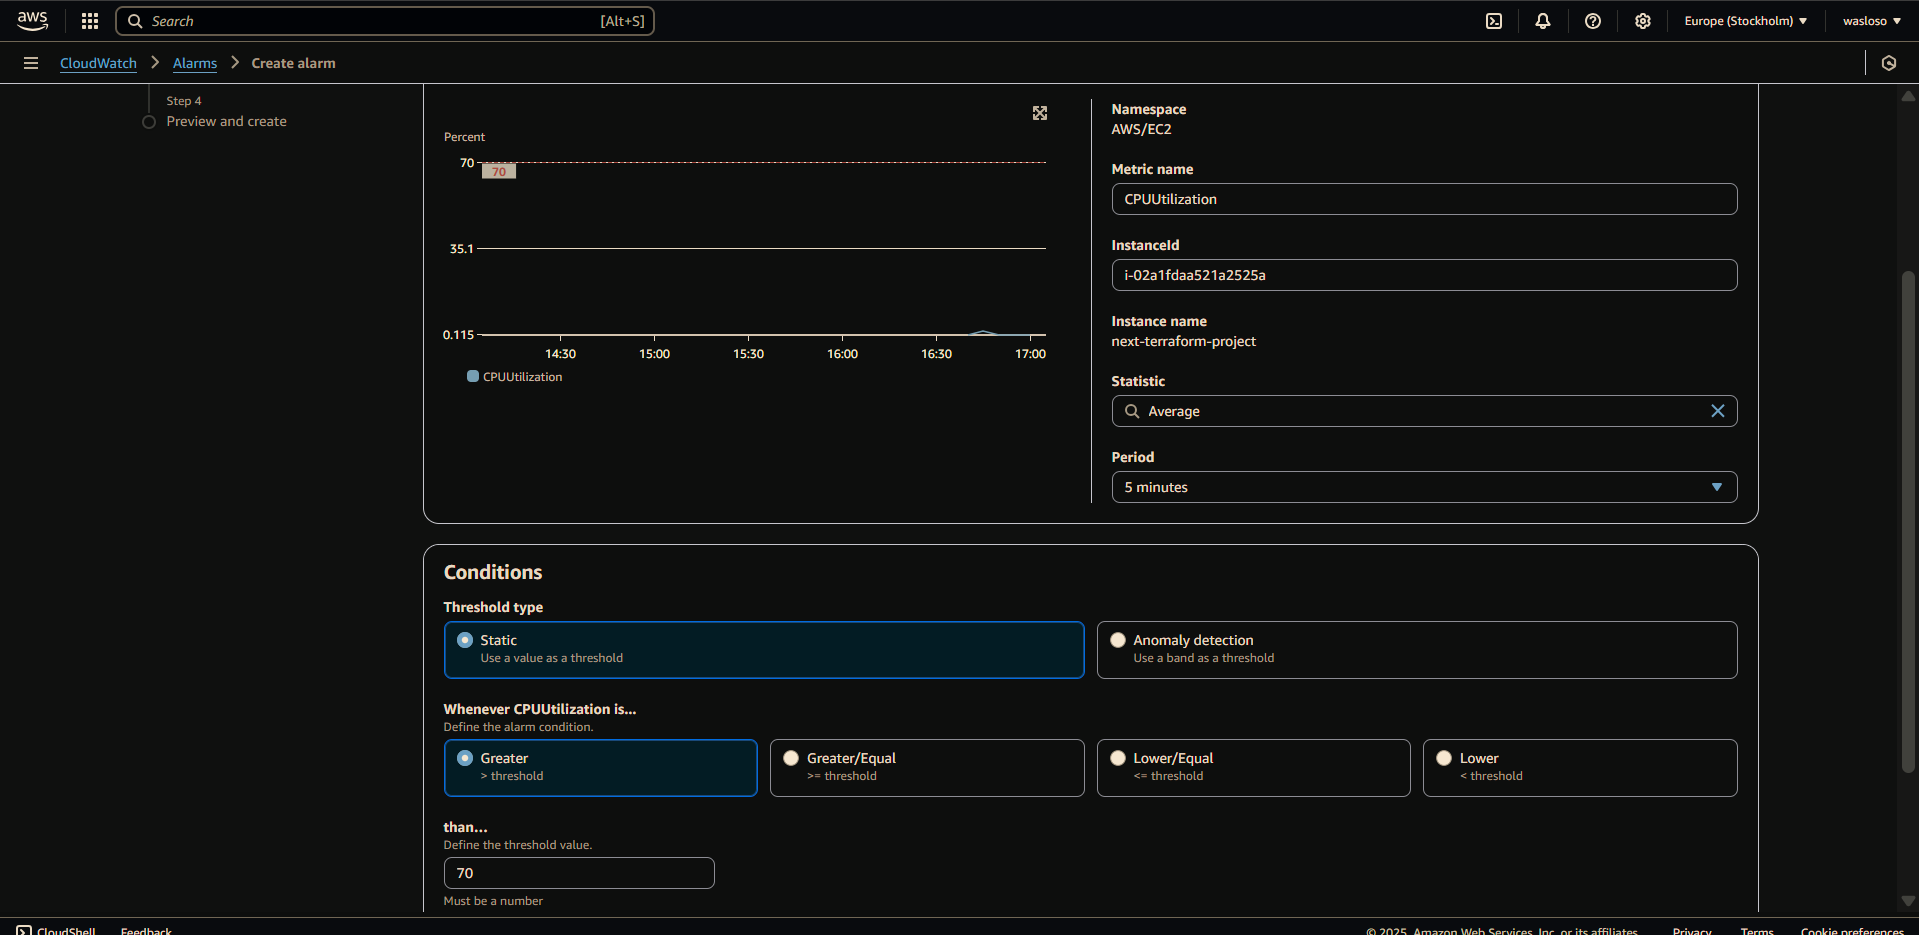 aws
Search [Alt+S]
Europe (Stockholm)
wasloso
CloudWatch
Alarms
Create alarm
Step 4
Preview and create
Percent
70
70
35.1
0.115
14:30 15:00 15:30 16:00 16:30 17:00
CPUUtilization
Namespace
AWS/EC2
Metric name
CPUUtilization
InstanceId
i-02a1fdaa521a2525a
Instance name
next-terraform-project
Statistic
Average
Period
5 minutes
Conditions
Threshold type
Static
Use a value as a threshold
Anomaly detection
Use a band as a threshold
Whenever CPUUtilization is...
Define the alarm condition.
Greater
> threshold
Greater/Equal
>= threshold
Lower/Equal
<= threshold
Lower
< threshold
than...
Define the threshold value.
70
Must be a number
CloudShell
Feedback
© 2025, Amazon Web Services, Inc. or its affiliates.
Privacy
Terms
Cookie preferences